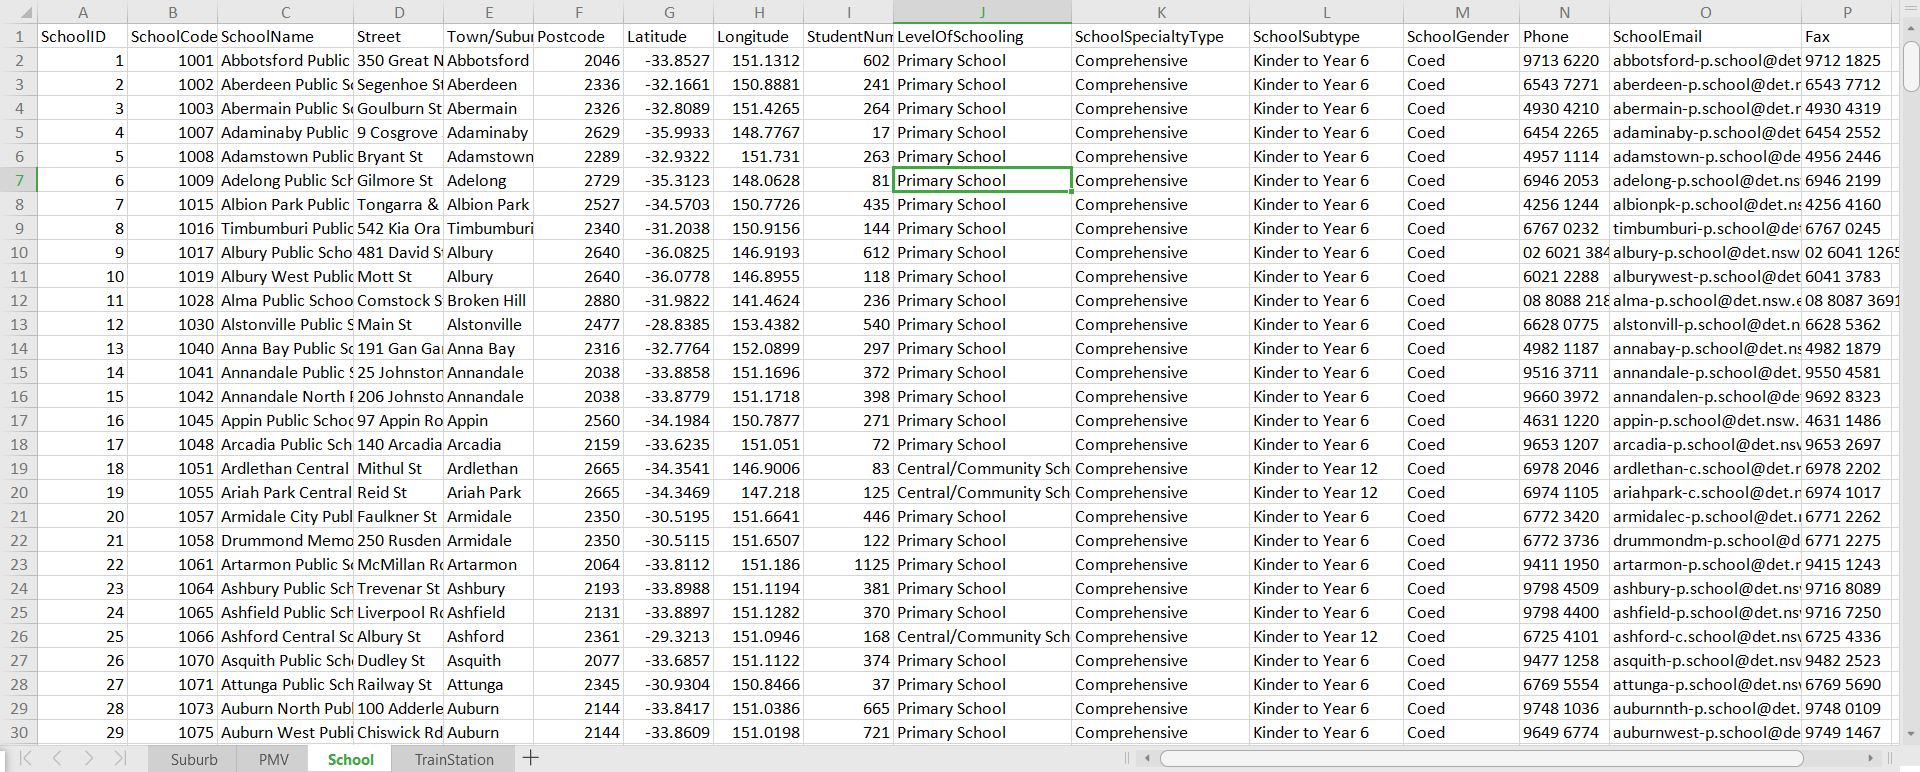 A B C D E F G H I J K L M N O P
1 SchoolID SchoolCode SchoolName Street Town/Subu Postcode Latitude Longitude StudentNum LevelOfSchooling SchoolSpecialtyType SchoolSubtype SchoolGender Phone SchoolEmail Fax
2 1 1001 Abbotsford Public 350 Great N Abbotsford 2046 -33.8527 151.1312 602 Primary School Comprehensive Kinder to Year 6 Coed 9713 6220 abbotsford-p.school@det 9712 1825
3 2 1002 Aberdeen Public Sc Segenhoe St Aberdeen 2336 -32.1661 150.8881 241 Primary School Comprehensive Kinder to Year 6 Coed 6543 7271 aberdeen-p.school@det.n 6543 7712
4 3 1003 Abermain Public Sc Goulburn St Abermain 2326 -32.8089 151.4265 264 Primary School Comprehensive Kinder to Year 6 Coed 4930 4210 abermain-p.school@det.n 4930 4319
5 4 1007 Adaminaby Public 9 Cosgrove Adaminaby 2629 -35.9933 148.7767 17 Primary School Comprehensive Kinder to Year 6 Coed 6454 2265 adaminaby-p.school@det 6454 2552
6 5 1008 Adamstown Public Bryant St Adamstown 2289 -32.9322 151.731 263 Primary School Comprehensive Kinder to Year 6 Coed 4957 1114 adamstown-p.school@de 4956 2446
7 6 1009 Adelong Public Sch Gilmore St Adelong 2729 -35.3123 148.0628 81 Primary School Comprehensive Kinder to Year 6 Coed 6946 2053 adelong-p.school@det.ns 6946 2199
8 7 1015 Albion Park Public Tongarra & Albion Park 2527 -34.5703 150.7726 435 Primary School Comprehensive Kinder to Year 6 Coed 4256 1244 albionpk-p.school@det.ns 4256 4160
9 8 1016 Timbumburi Public 542 Kia Ora Timbumburi 2340 -31.2038 150.9156 144 Primary School Comprehensive Kinder to Year 6 Coed 6767 0232 timbumburi-p.school@det 6767 0245
10 9 1017 Albury Public Scho 481 David St Albury 2640 -36.0825 146.9193 612 Primary School Comprehensive Kinder to Year 6 Coed 02 6021 384 albury-p.school@det.nsw 02 6041 1265
11 10 1019 Albury West Public Mott St Albury 2640 -36.0778 146.8955 118 Primary School Comprehensive Kinder to Year 6 Coed 6021 2288 alburywest-p.school@det 6041 3783
12 11 1028 Alma Public Schoo Comstock S Broken Hill 2880 -31.9822 141.4624 236 Primary School Comprehensive Kinder to Year 6 Coed 08 8088 218 alma-p.school@det.nsw.e 08 8087 3691
13 12 1030 Alstonville Public S Main St Alstonville 2477 -28.8385 153.4382 540 Primary School Comprehensive Kinder to Year 6 Coed 6628 0775 alstonvill-p.school@det.n 6628 5362
14 13 1040 Anna Bay Public Sc 191 Gan Ga Anna Bay 2316 -32.7764 152.0899 297 Primary School Comprehensive Kinder to Year 6 Coed 4982 1187 annabay-p.school@det.ns 4982 1879
15 14 1041 Annandale Public S 25 Johnston Annandale 2038 -33.8858 151.1696 372 Primary School Comprehensive Kinder to Year 6 Coed 9516 3711 annandale-p.school@det. 9550 4581
16 15 1042 Annandale North P 206 Johnsto Annandale 2038 -33.8779 151.1718 398 Primary School Comprehensive Kinder to Year 6 Coed 9660 3972 annandalen-p.school@de 9692 8323
17 16 1045 Appin Public Schoo 97 Appin Ro Appin 2560 -34.1984 150.7877 271 Primary School Comprehensive Kinder to Year 6 Coed 4631 1220 appin-p.school@det.nsw. 4631 1486
18 17 1048 Arcadia Public Sch 140 Arcadia Arcadia 2159 -33.6235 151.051 72 Primary School Comprehensive Kinder to Year 6 Coed 9653 1207 arcadia-p.school@det.nsw 9653 2697
19 18 1051 Ardlethan Central Mithul St Ardlethan 2665 -34.3541 146.9006 83 Central/Community Sch Comprehensive Kinder to Year 12 Coed 6978 2046 ardlethan-c.school@det.n 6978 2202
20 19 1055 Ariah Park Central Reid St Ariah Park 2665 -34.3469 147.218 125 Central/Community Sch Comprehensive Kinder to Year 12 Coed 6974 1105 ariahpark-c.school@det.n 6974 1017
21 20 1057 Armidale City Publ Faulkner St Armidale 2350 -30.5195 151.6641 446 Primary School Comprehensive Kinder to Year 6 Coed 6772 3420 armidalec-p.school@det. 6771 2262
22 21 1058 Drummond Memo 250 Rusden Armidale 2350 -30.5115 151.6507 122 Primary School Comprehensive Kinder to Year 6 Coed 6772 3736 drummondm-p.school@d 6771 2275
23 22 1061 Artarmon Public Sc McMillan Ro Artarmon 2064 -33.8112 151.186 1125 Primary School Comprehensive Kinder to Year 6 Coed 9411 1950 artarmon-p.school@det.n 9415 1243
24 23 1064 Ashbury Public Sch Trevenar St Ashbury 2193 -33.8988 151.1194 381 Primary School Comprehensive Kinder to Year 6 Coed 9798 4509 ashbury-p.school@det.ns 9716 8089
25 24 1065 Ashfield Public Sch Liverpool Ro Ashfield 2131 -33.8897 151.1282 370 Primary School Comprehensive Kinder to Year 6 Coed 9798 4400 ashfield-p.school@det.ns 9716 7250
26 25 1066 Ashford Central Sc Albury St Ashford 2361 -29.3213 151.0946 168 Central/Community Sch Comprehensive Kinder to Year 12 Coed 6725 4101 ashford-c.school@det.nsw 6725 4336
27 26 1070 Asquith Public Sch Dudley St Asquith 2077 -33.6857 151.1122 374 Primary School Comprehensive Kinder to Year 6 Coed 9477 1258 asquith-p.school@det.nsw 9482 2523
28 27 1071 Attunga Public Sch Railway St Attunga 2345 -30.9304 150.8466 37 Primary School Comprehensive Kinder to Year 6 Coed 6769 5554 attunga-p.school@det.nsw 6769 5690
29 28 1073 Auburn North Publ 100 Adderle Auburn 2144 -33.8417 151.0386 665 Primary School Comprehensive Kinder to Year 6 Coed 9748 1036 auburnnth-p.school@det. 9748 0109
30 29 1075 Auburn West Publi Chiswick Rd Auburn 2144 -33.8609 151.0198 721 Primary School Comprehensive Kinder to Year 6 Coed 9649 6774 auburnwest-p.school@de 9749 1467
Suburb PMV School TrainStation